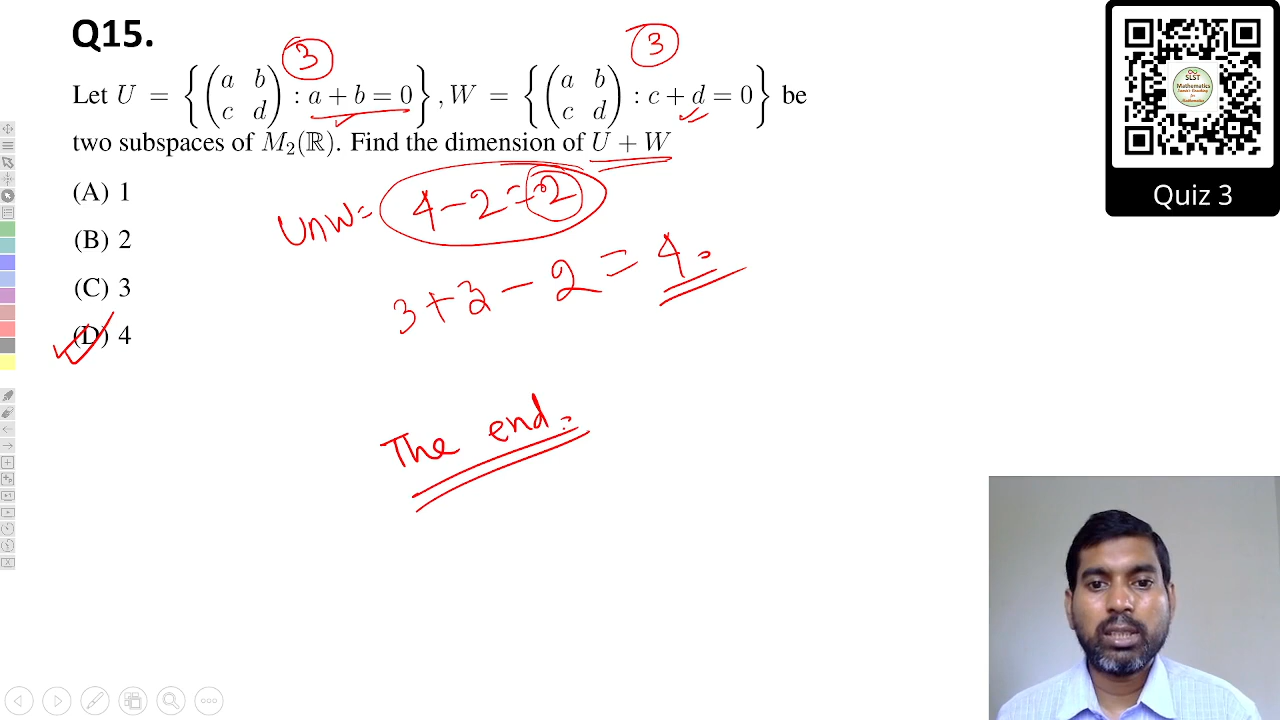 Q15.
3
3
Let U = {(a b c d) : a + b = 0}, W = {(a b c d) : c + d = 0} be
two subspaces of M₂(ℝ). Find the dimension of U + W
(A) 1
U∩W = 4 - 2 = 2
(B) 2
3 + 3 - 2 = 4.
(C) 3
(D) 4
The end.
SLST
Mathematics
Quiz 3